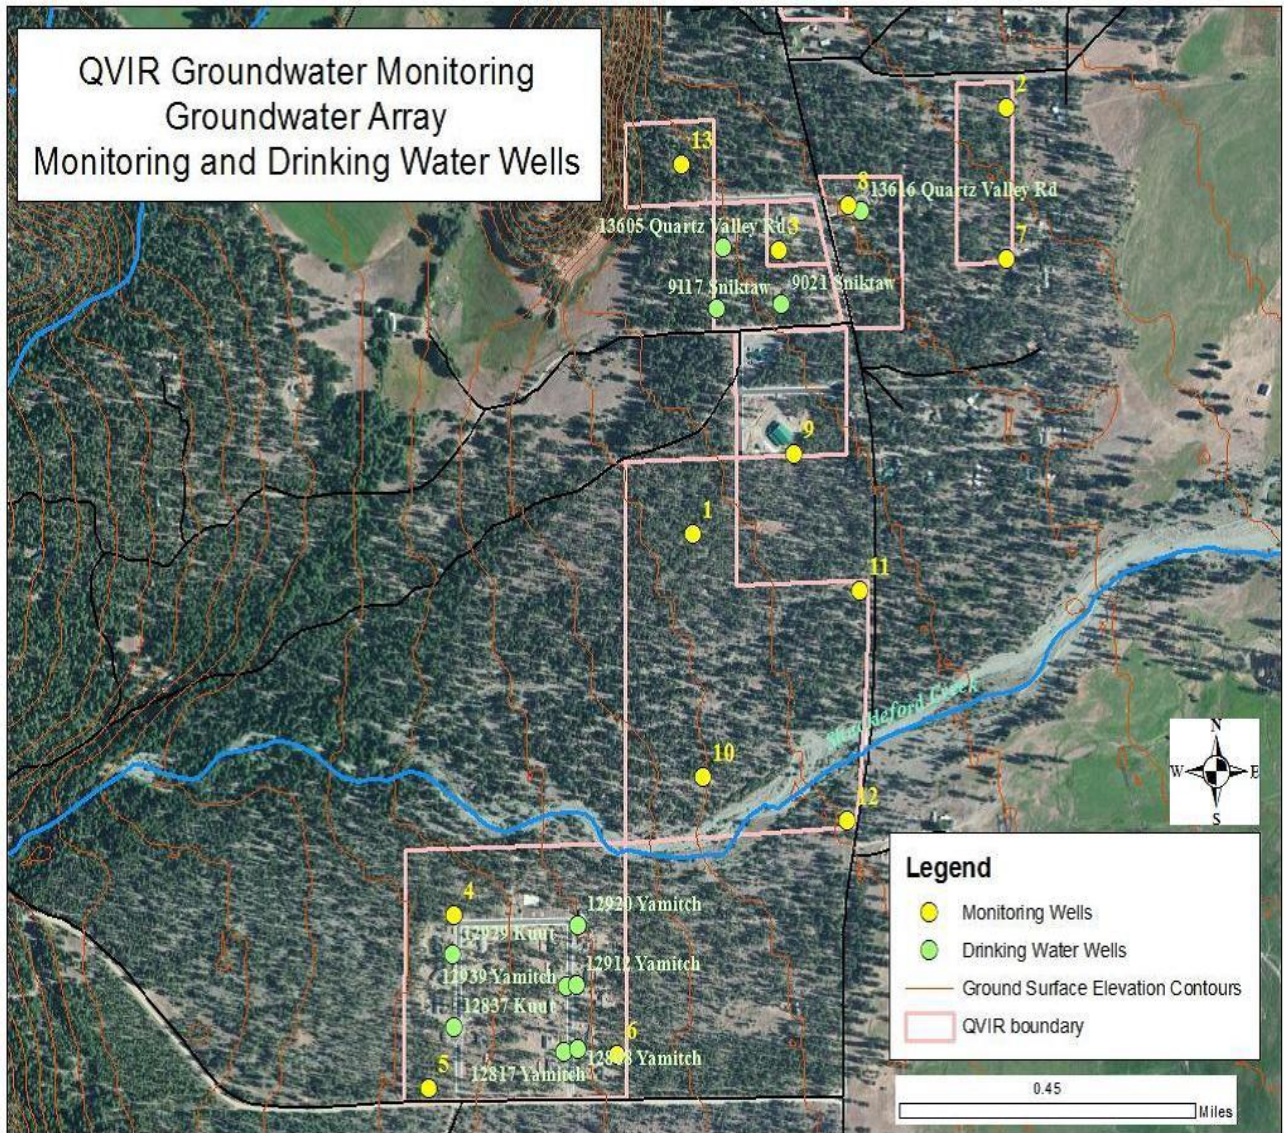 QVIR Groundwater Monitoring
Groundwater Array
Monitoring and Drinking Water Wells
2
13
8
13616 Quartz Valley Rd
13605 Quartz Valley Rd
3
7
9117 Sniktaw
9021 Sniktaw
9
1
11
Creek
10
12
N
W E
S
4
12920 Yamitch
12929 Kuut
12939 Yamitch
12912 Yamitch
12837 Kuut
6
Yamitch
12817 Yamitch
5
Legend
Monitoring Wells
Drinking Water Wells
Ground Surface Elevation Contours
QVIR boundary
0.45
Miles